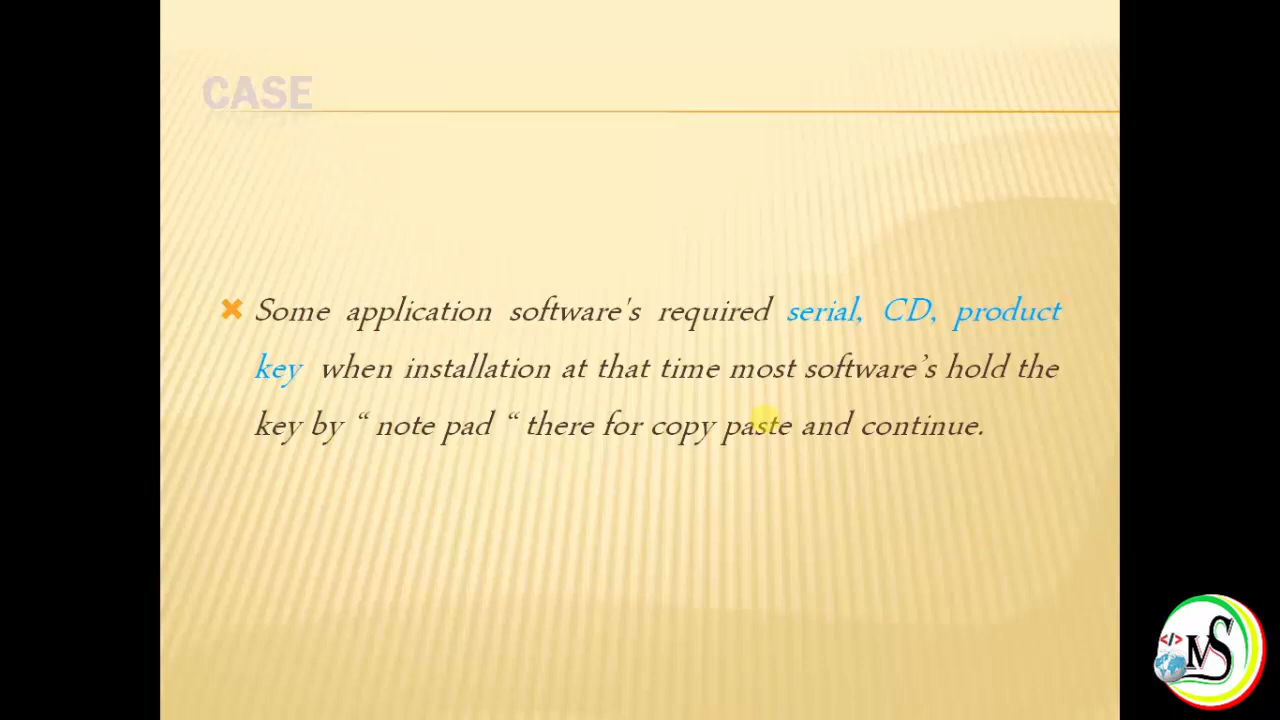 CASE
Some application software's required serial, CD, product
key when installation at that time most software’s hold the
key by “ note pad “ there for copy paste and continue.
</> MS